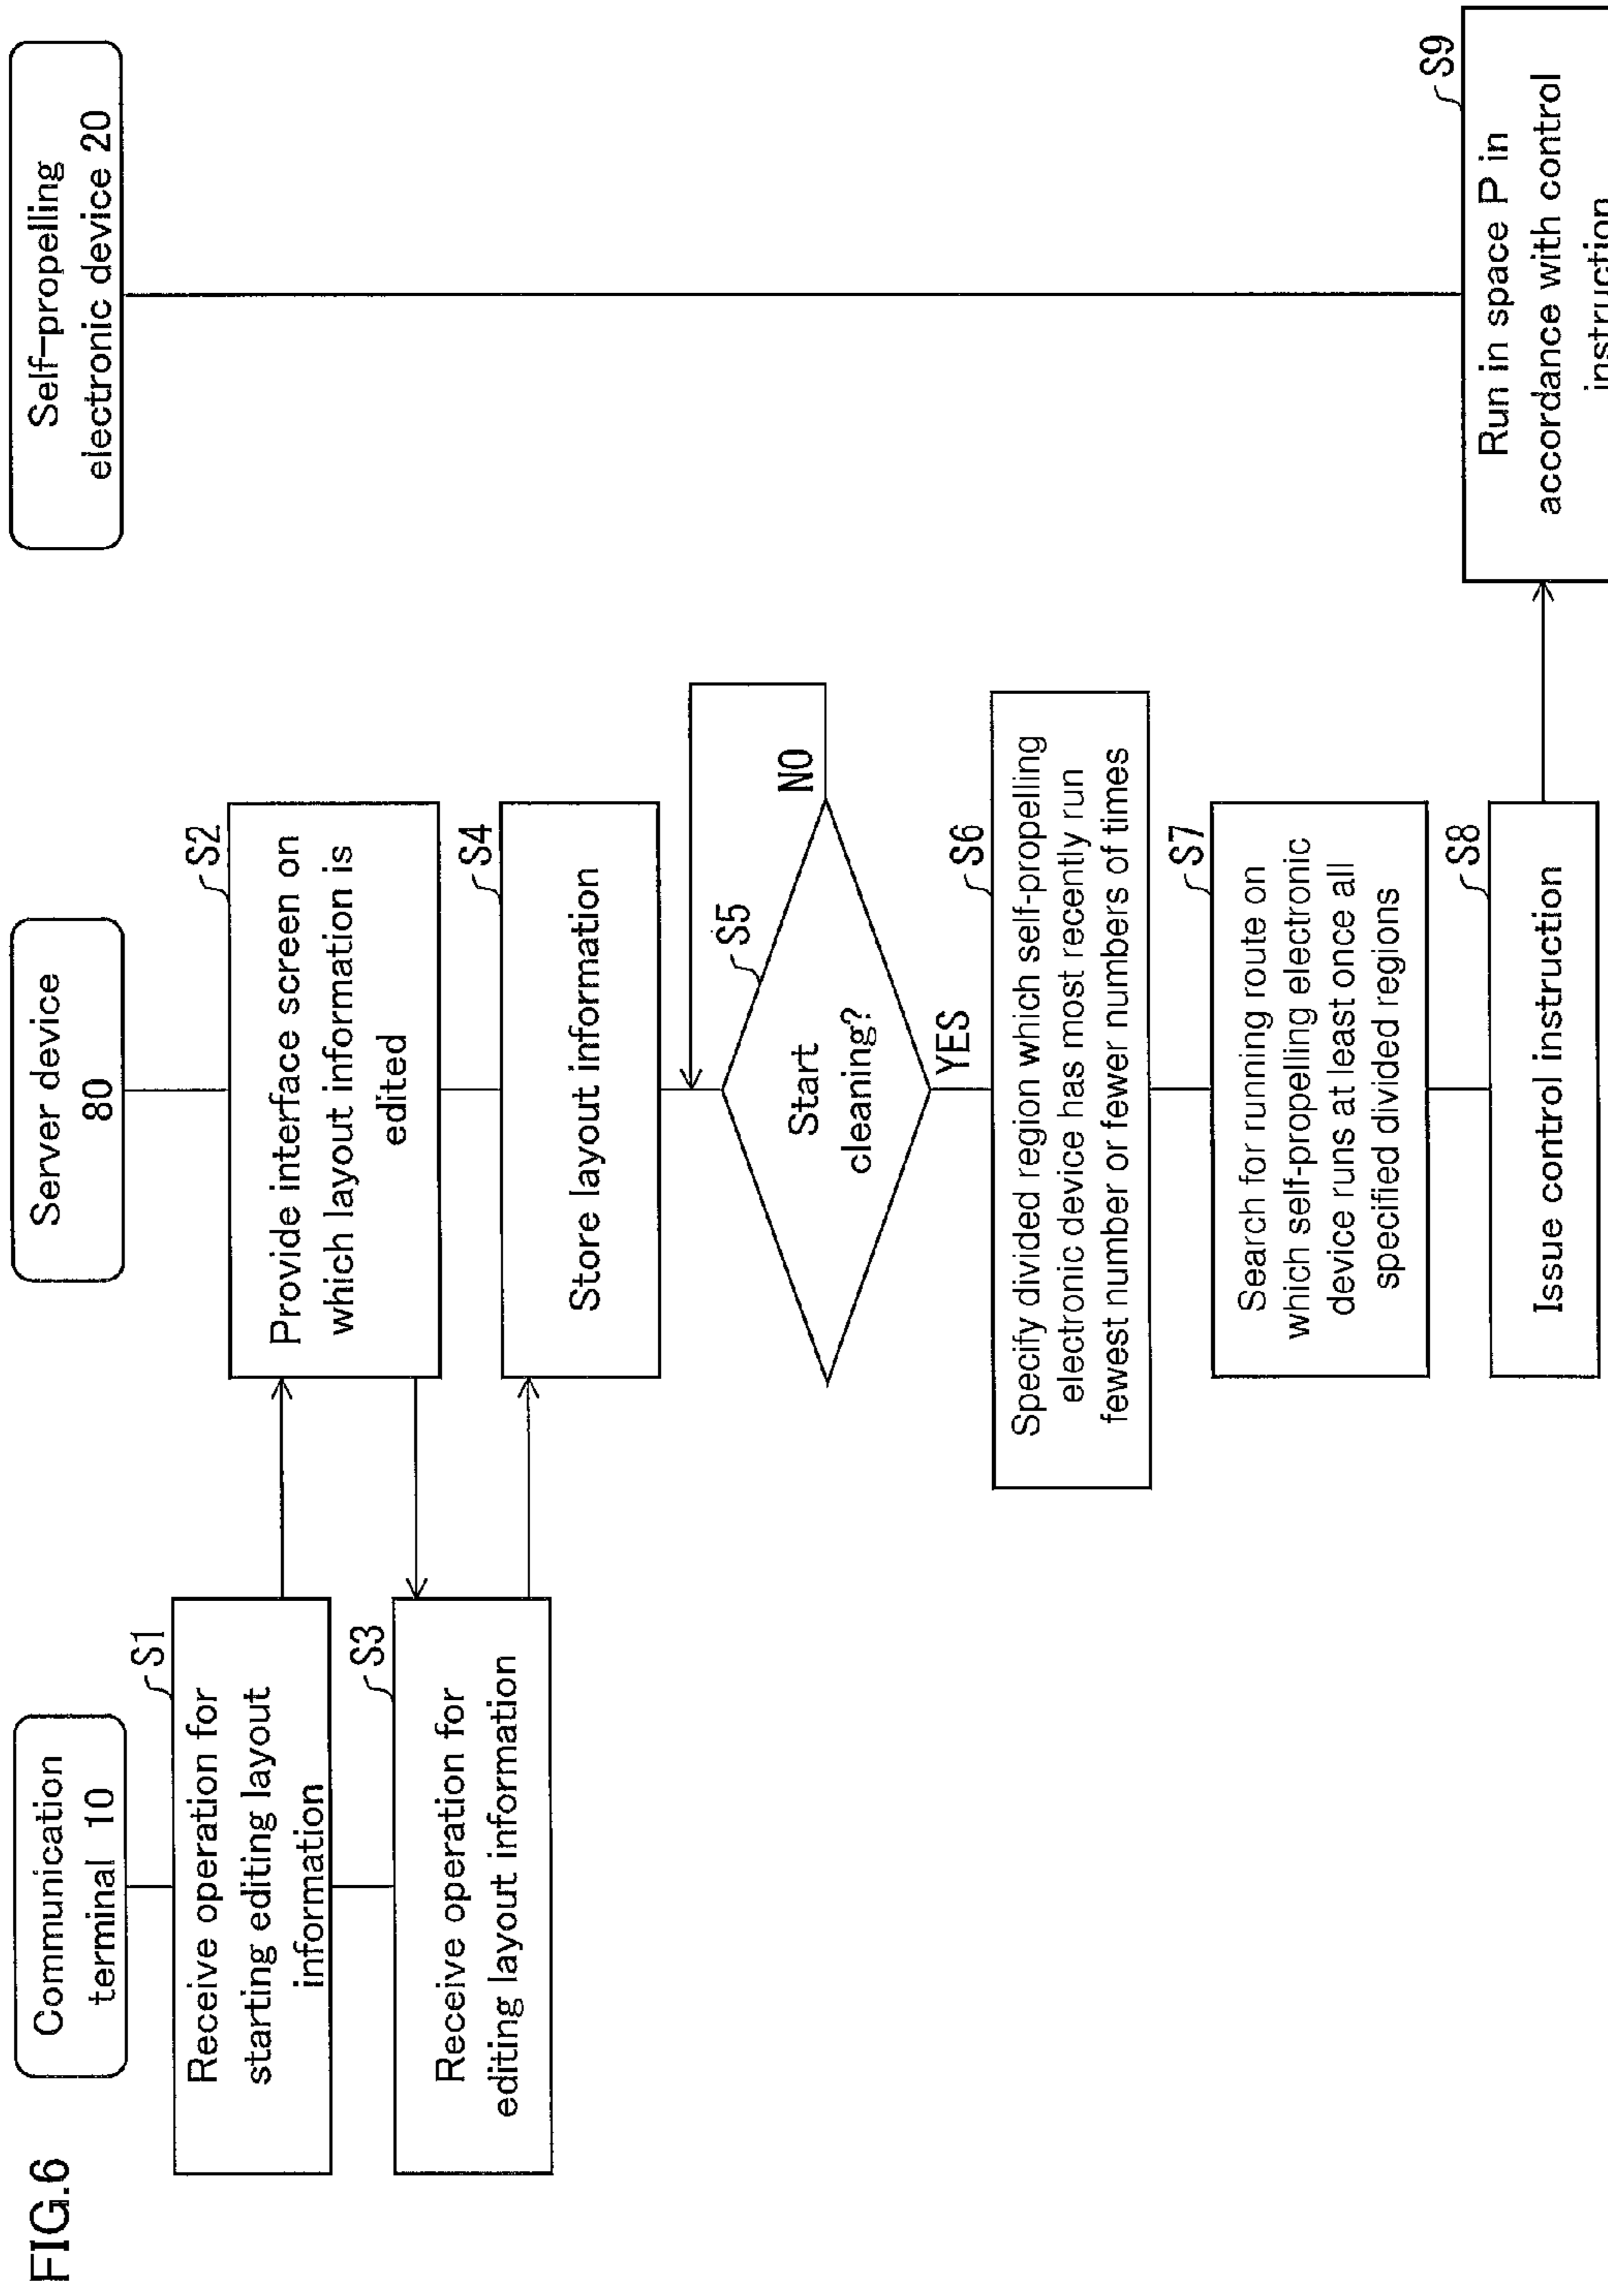 FIG.6
Communication
terminal 10
Server device
80
Self-propelling
electronic device 20
S1
Receive operation for
starting editing layout
information
S2
Provide interface screen on
which layout information is
edited
S3
Receive operation for
editing layout information
S4
Store layout information
S5
Start
cleaning?
NO
YES
S6
Specify divided region which self-propelling
electronic device has most recently run
fewest number or fewer numbers of times
S7
Search for running route on
which self-propelling electronic
device runs at least once all
specified divided regions
S8
Issue control instruction
S9
Run in space P in
accordance with control
instruction